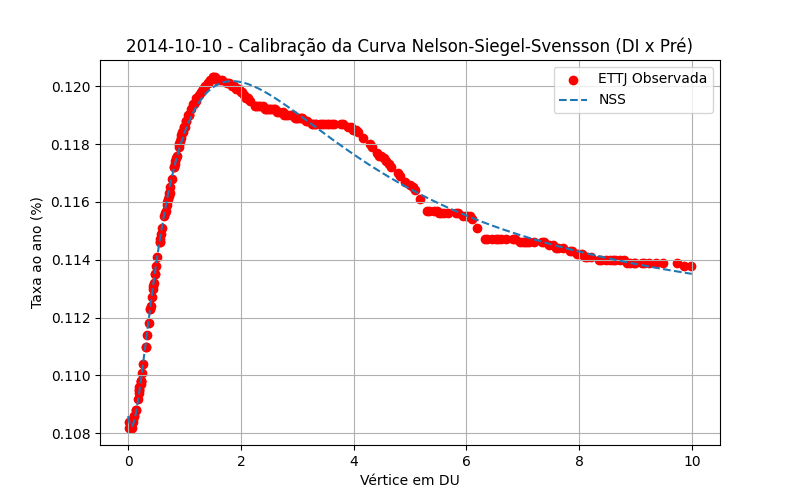 2014-10-10 - Calibração da Curva Nelson-Siegel-Svensson (DI x Pré)
ETTJ Observada
NSS
Taxa ao ano (%)
0.120
0.118
0.116
0.114
0.112
0.110
0.108
0 2 4 6 8 10
Vértice em DU